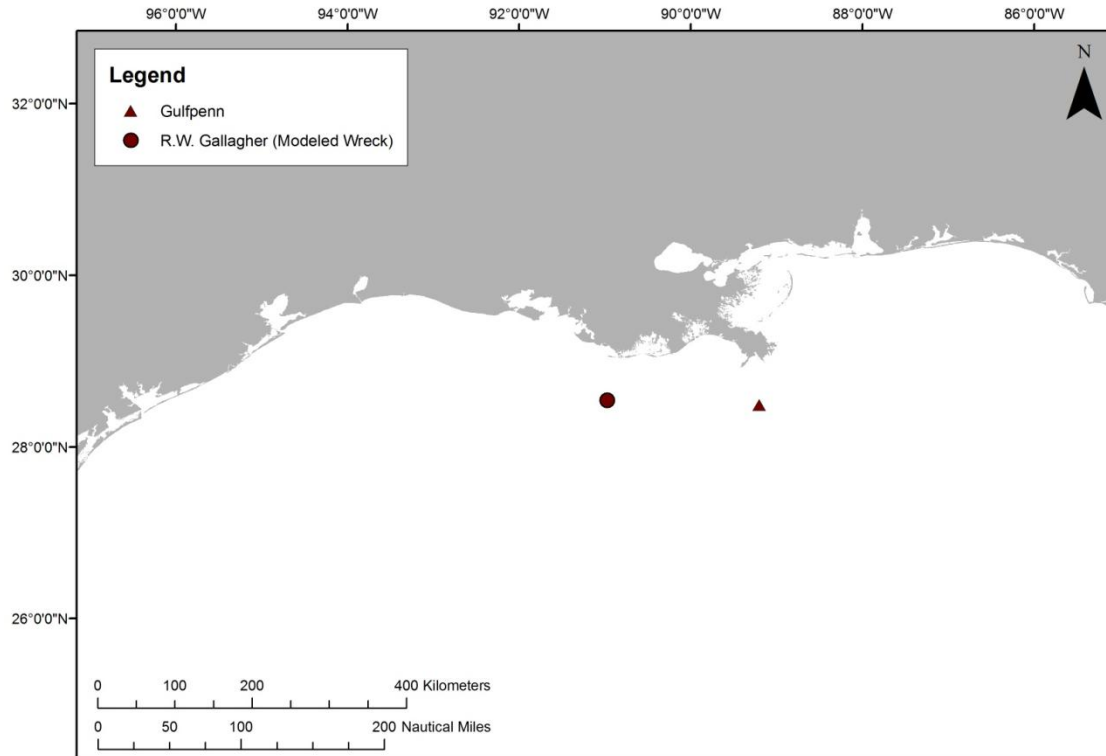 96°0'0"W 94°0'0"W 92°0'0"W 90°0'0"W 88°0'0"W 86°0'0"W
N
Legend
Gulfpenn
R.W. Gallagher (Modeled Wreck)
32°0'0"N
30°0'0"N
28°0'0"N
26°0'0"N
0 100 200 400 Kilometers
0 50 100 200 Nautical Miles